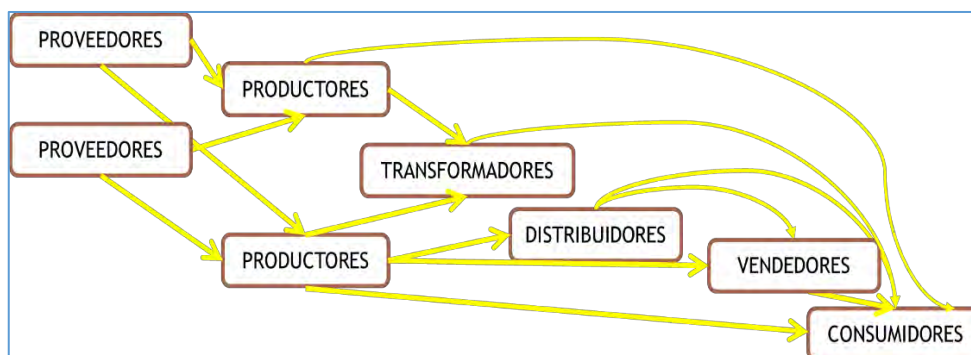 PROVEEDORES
PRODUCTORES
PROVEEDORES
TRANSFORMADORES
DISTRIBUIDORES
PRODUCTORES
VENDEDORES
CONSUMIDORES